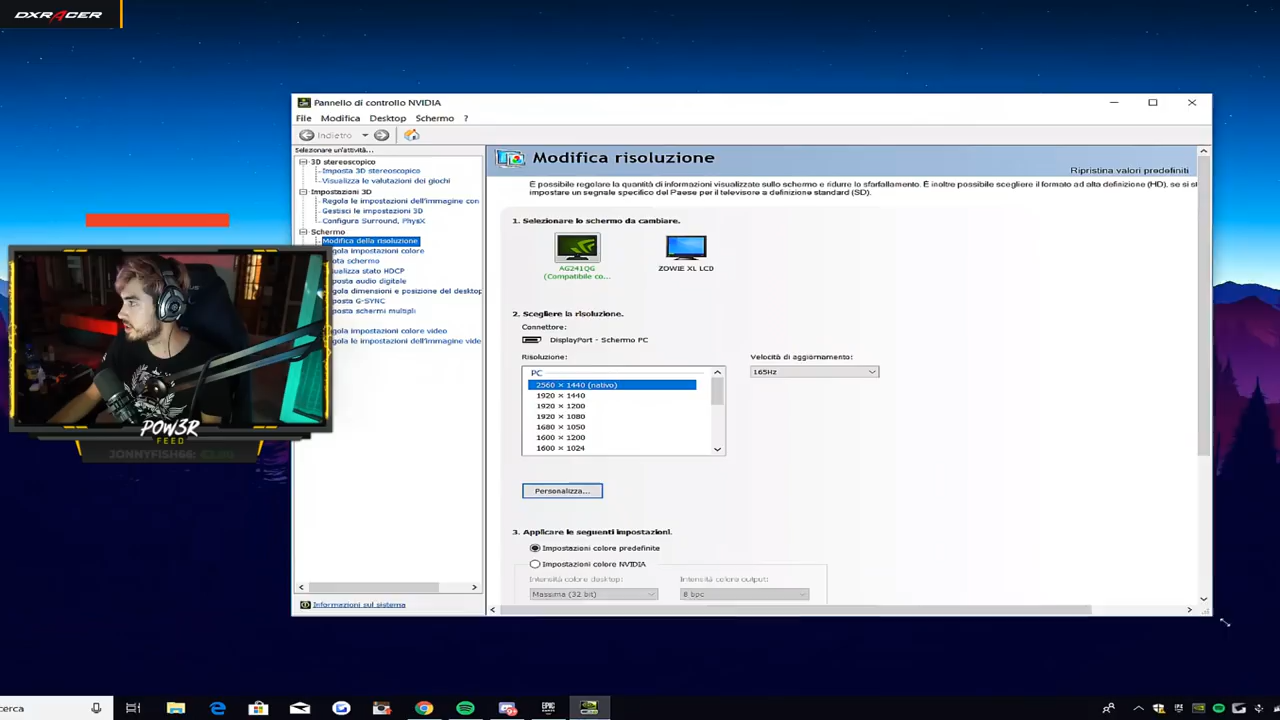 DXRACER
Pannello di controllo NVIDIA
File Modifica Desktop Schermo ?
Indietro
Selezionare un'attività...
3D stereoscopico
Imposta 3D stereoscopico
Visualizza le valutazioni dei giochi
Impostazioni 3D
Regola le impostazioni dell'immagine con
Gestisci le impostazioni 3D
Configura Surround, PhysX
Schermo
Modifica della risoluzione
gola impostazioni colore
ota schermo
ualizza stato HDCP
posta audio digitale
gola dimensioni e posizione del desktop
posta G-SYNC
posta schermi multipli
gola impostazioni colore video
gola le impostazioni dell'immagine vide
Informazioni sul sistema
Modifica risoluzione
Ripristina valori predefiniti
È possibile regolare la quantità di informazioni visualizzate sullo schermo e ridurre lo sfarfallamento. È inoltre possibile scegliere il formato ad alta definizione (HD), se si st
impostare un segnale specifico del Paese per il televisore a definizione standard (SD).
1. Selezionare lo schermo da cambiare.
AG241QG
(Compatibile co...
ZOWIE XL LCD
2. Scegliere la risoluzione.
Connettore:
DisplayPort - Schermo PC
Risoluzione:
Velocità di aggiornamento:
PC
165Hz
2560 × 1440 (nativo)
1920 × 1440
1920 × 1200
1920 × 1080
1680 × 1050
1600 × 1200
1600 × 1024
Personalizza...
3. Applicare le seguenti impostazioni.
Impostazioni colore predefinite
Impostazioni colore NVIDIA
Intensità colore desktop:
Intensità colore output:
Massima (32 bit)
8 bpc
POW3R
FEED
JONNYFISH66:
cerca
EPIC